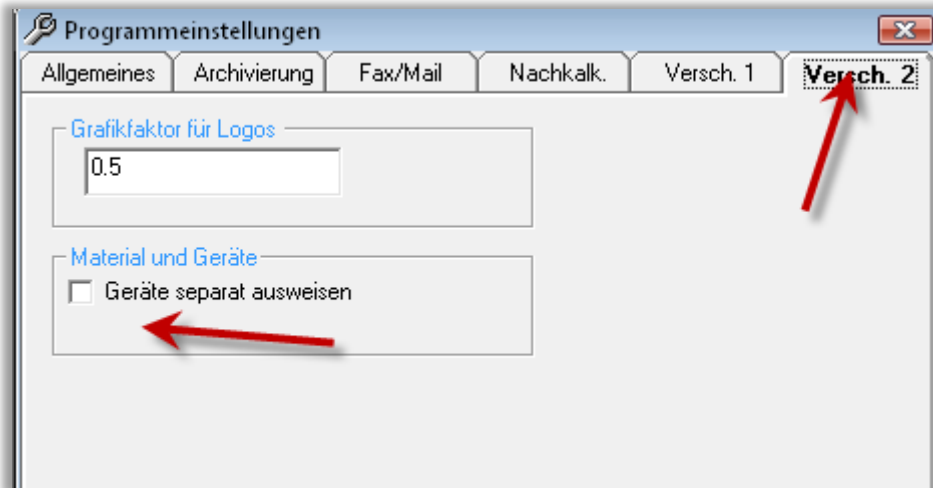 Programmeinstellungen
Allgemeines Archivierung Fax/Mail Nachkalk. Versch. 1 Versch. 2
Grafikfaktor für Logos
0.5
Material und Geräte
Geräte separat ausweisen